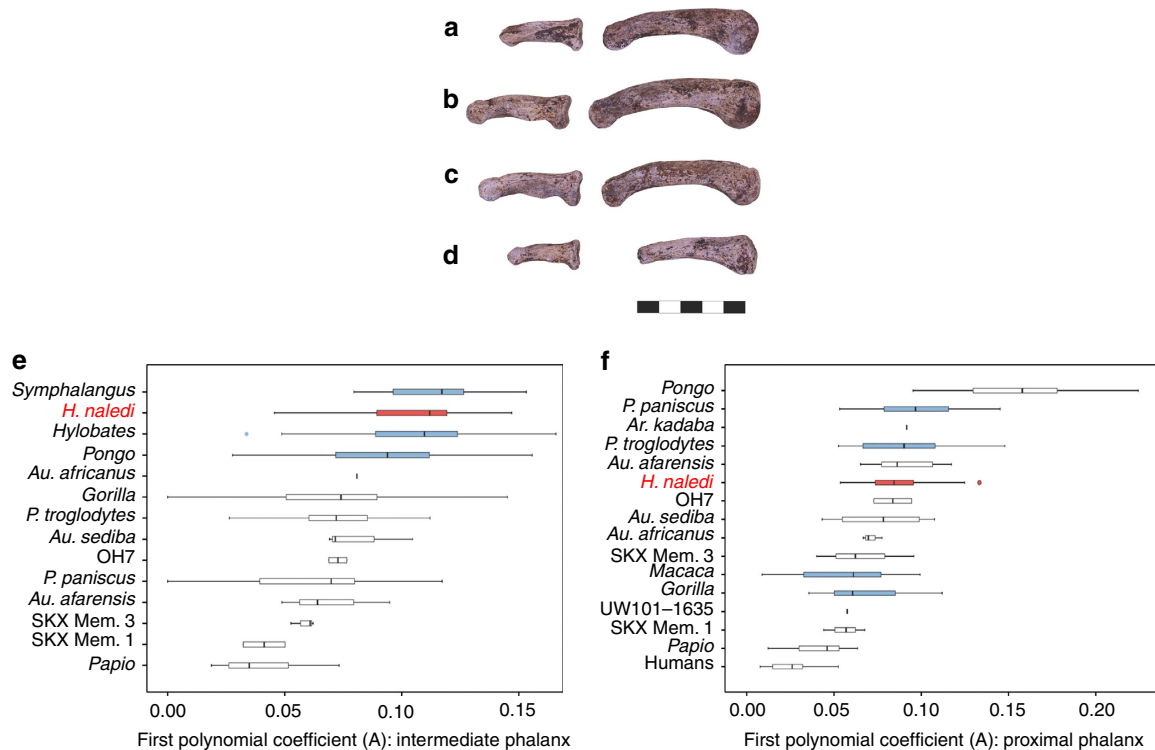 a
b
c
d
e
Symphalangus
H. naledi
Hylobates
Pongo
Au. africanus
Gorilla
P. troglodytes
Au. sediba
OH7
P. paniscus
Au. afarensis
SKX Mem. 3
SKX Mem. 1
Papio
0.00 0.05 0.10 0.15
First polynomial coefficient (A): intermediate phalanx
f
Pongo
P. paniscus
Ar. kadaba
P. troglodytes
Au. afarensis
H. naledi
OH7
Au. sediba
Au. africanus
SKX Mem. 3
Macaca
Gorilla
UW101–1635
SKX Mem. 1
Papio
Humans
0.00 0.05 0.10 0.15 0.20
First polynomial coefficient (A): proximal phalanx